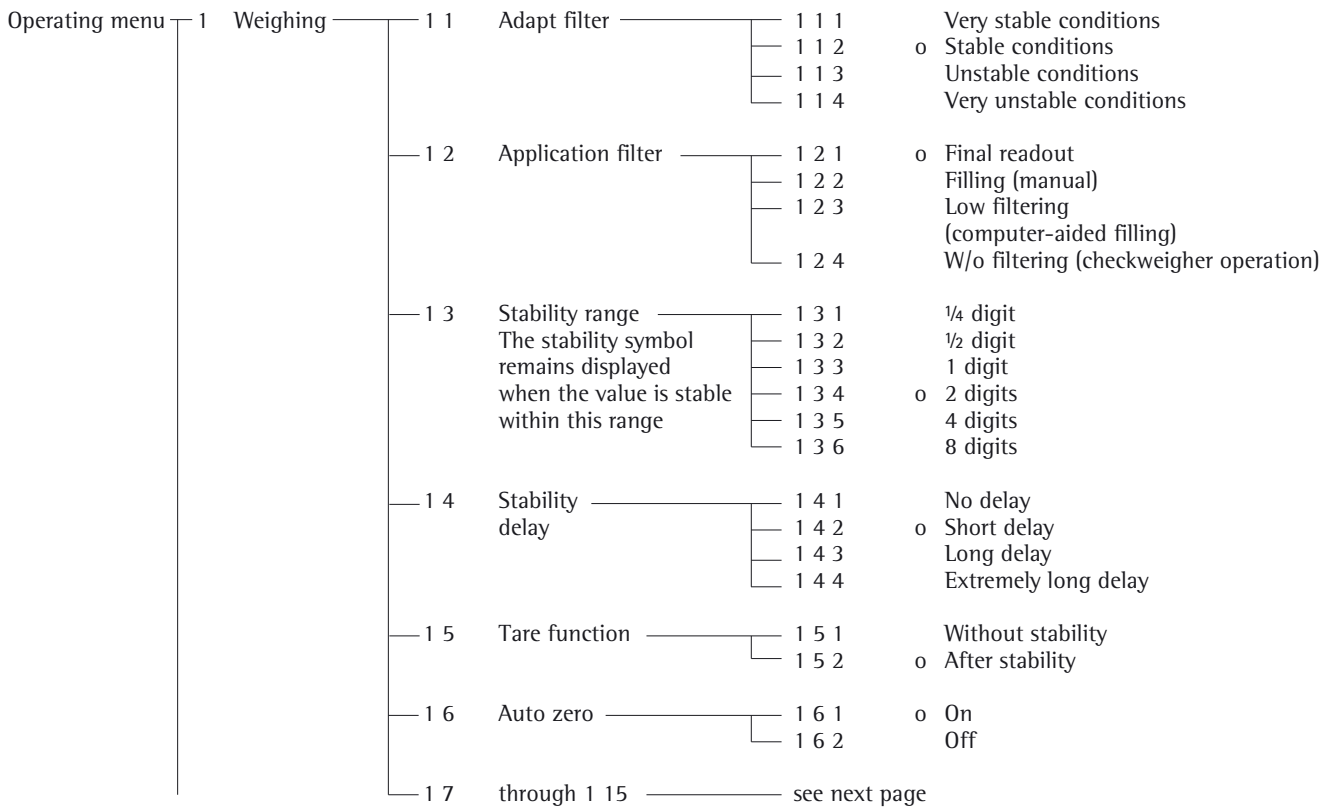 Operating menu 1 Weighing 1 1 Adapt filter 1 1 1 Very stable conditions
1 1 2 o Stable conditions
1 1 3 Unstable conditions
1 1 4 Very unstable conditions
1 2 Application filter 1 2 1 o Final readout
1 2 2 Filling (manual)
1 2 3 Low filtering
(computer-aided filling)
1 2 4 W/o filtering (checkweigher operation)
1 3 Stability range 1 3 1 ¼ digit
The stability symbol 1 3 2 ½ digit
remains displayed 1 3 3 1 digit
when the value is stable 1 3 4 o 2 digits
within this range 1 3 5 4 digits
1 3 6 8 digits
1 4 Stability 1 4 1 No delay
delay 1 4 2 o Short delay
1 4 3 Long delay
1 4 4 Extremely long delay
1 5 Tare function 1 5 1 Without stability
1 5 2 o After stability
1 6 Auto zero 1 6 1 o On
1 6 2 Off
1 7 through 1 15 see next page